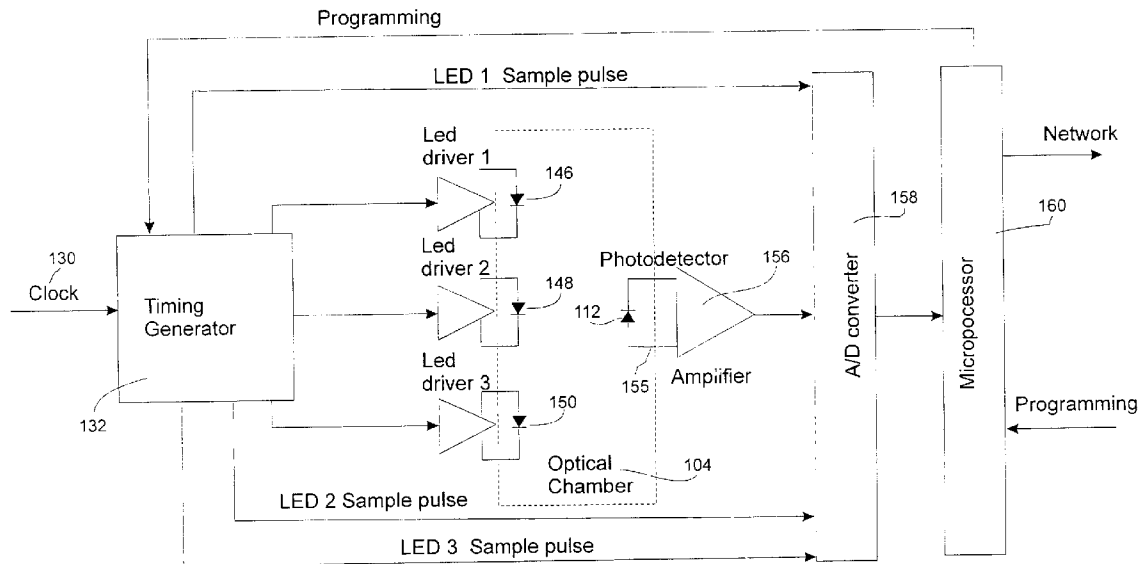 Programming
LED 1 Sample pulse
Led
driver 1
146
Network
158
160
130
Clock
Led
driver 2
148
Photodetector
156
Timing
Generator
112
A/D converter
Micropocessor
155
Amplifier
Led
driver 3
150
132
Programming
Optical
Chamber
104
LED 2 Sample pulse
LED 3 Sample pulse